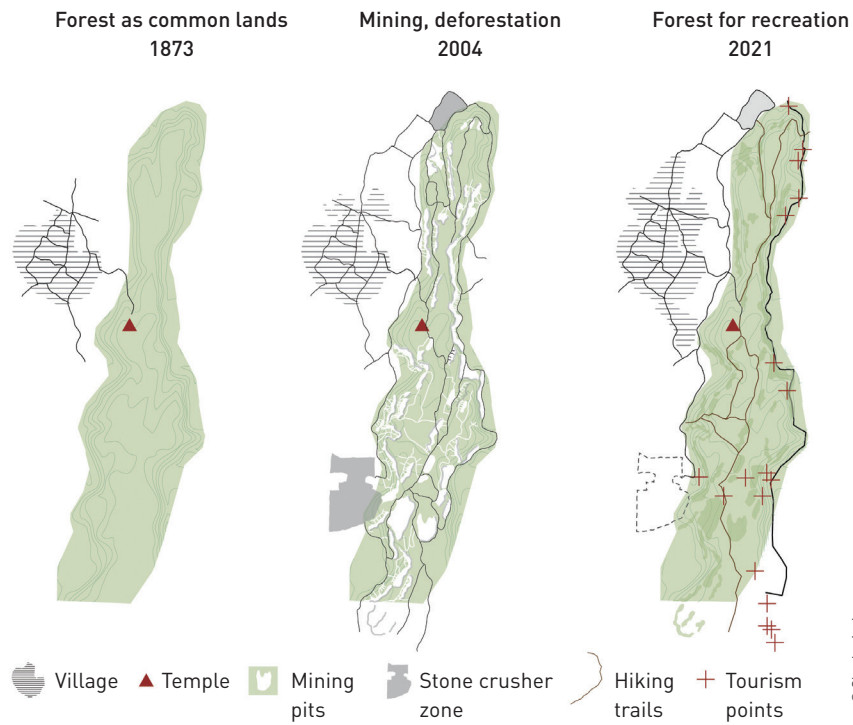 Forest as common lands
1873
Mining, deforestation
2004
Forest for recreation
2021
Village
Temple
Mining
pits
Stone crusher
zone
Hiking
trails
Tourism
points